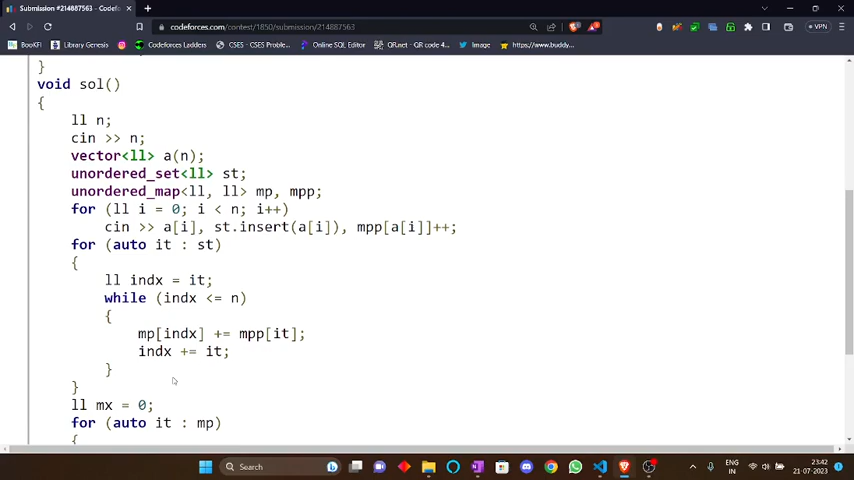 Submission #214887563 - Codefor
codeforces.com/contest/1850/submission/214887563
VPN
BooKFI
Library Genesis
Codeforces Ladders
CSES - CSES Proble...
Online SQL Editor
QR.net - QR code 4...
Image
https://www.buddy...
}
void sol()
{
ll n;
cin >> n;
vector<ll> a(n);
unordered_set<ll> st;
unordered_map<ll, ll> mp, mpp;
for (ll i = 0; i < n; i++)
cin >> a[i], st.insert(a[i]), mpp[a[i]]++;
for (auto it : st)
{
ll indx = it;
while (indx <= n)
{
mp[indx] += mpp[it];
indx += it;
}
}
ll mx = 0;
for (auto it : mp)
{
Search
ENG
IN
23:42
21-07-2023